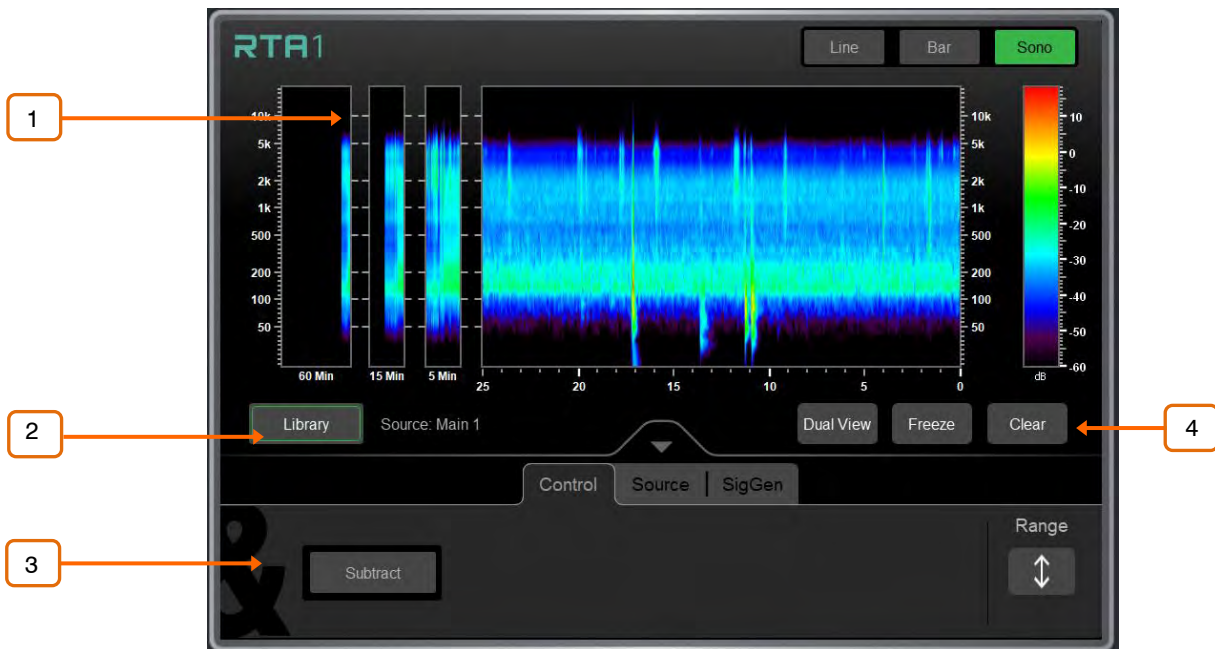 RTA1
Line Bar Sono
1
10k
5k
2k
1k
500
200
100
50
60 Min 15 Min 5 Min
25 20 15 10 5 0
10k
5k
2k
1k
500
200
100
50
10
0
-10
-20
-30
-40
-50
-60
dB
2
Library Source: Main 1 Dual View Freeze Clear
4
Control Source SigGen
3
&
Subtract
Range